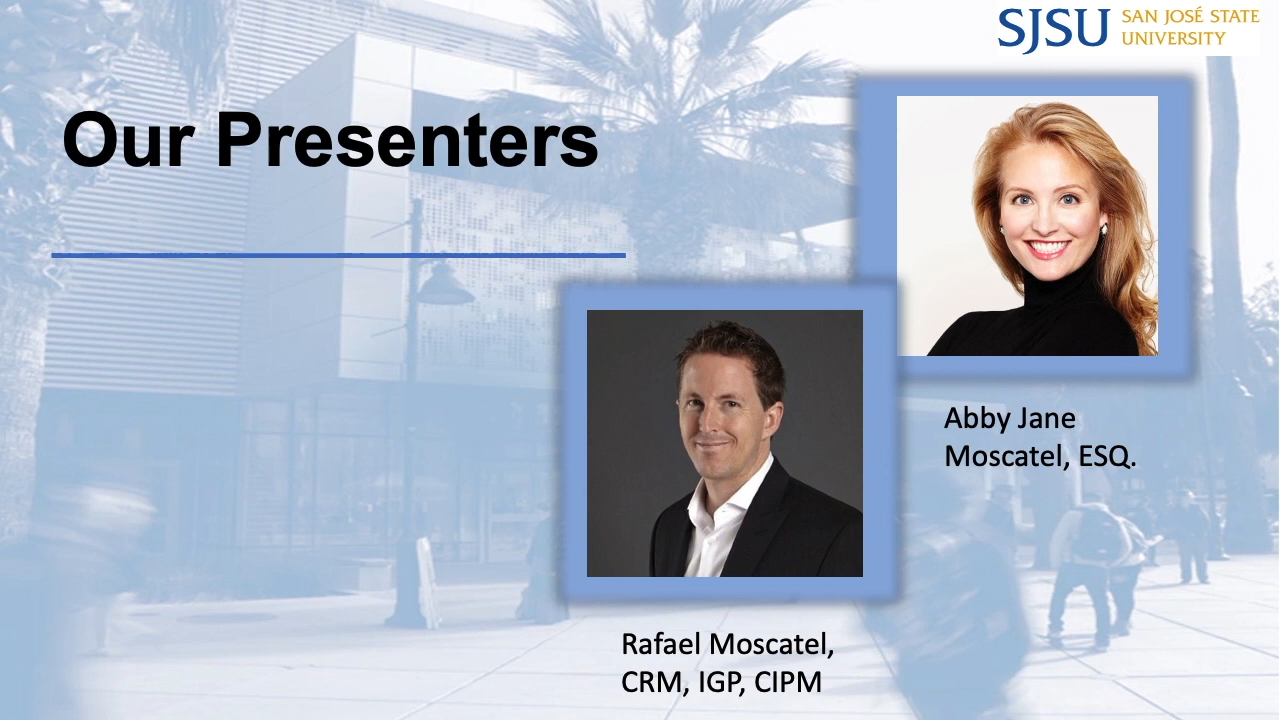 SJSU SAN JOSÉ STATE
UNIVERSITY
Our Presenters
Abby Jane
Moscatel, ESQ.
Rafael Moscatel,
CRM, IGP, CIPM